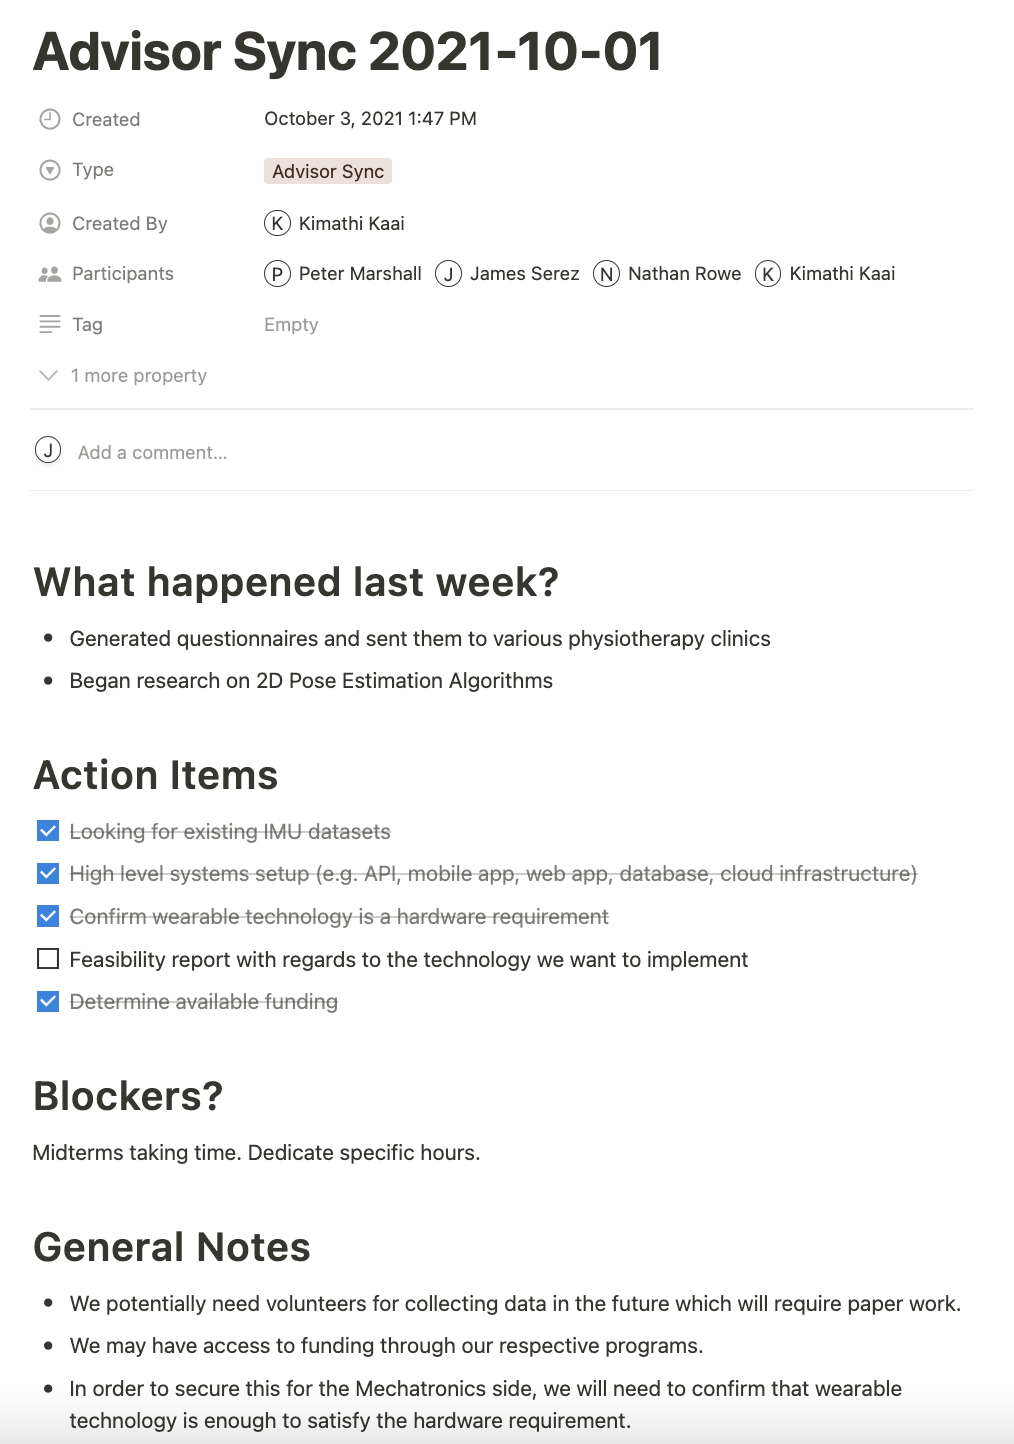 Advisor Sync 2021-10-01
Created October 3, 2021 1:47 PM
Type Advisor Sync
Created By K Kimathi Kaai
Participants P Peter Marshall J James Serez N Nathan Rowe K Kimathi Kaai
Tag Empty
1 more property
J Add a comment...
What happened last week?
• Generated questionnaires and sent them to various physiotherapy clinics
• Began research on 2D Pose Estimation Algorithms
Action Items
Looking for existing IMU datasets
High level systems setup (e.g. API, mobile app, web app, database, cloud infrastructure)
Confirm wearable technology is a hardware requirement
Feasibility report with regards to the technology we want to implement
Determine available funding
Blockers?
Midterms taking time. Dedicate specific hours.
General Notes
• We potentially need volunteers for collecting data in the future which will require paper work.
• We may have access to funding through our respective programs.
• In order to secure this for the Mechatronics side, we will need to confirm that wearable
technology is enough to satisfy the hardware requirement.